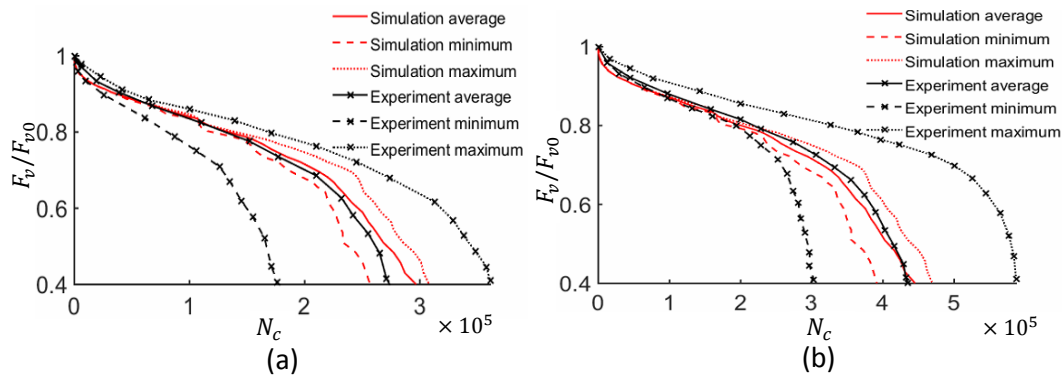 Simulation average
Simulation minimum
Simulation maximum
Experiment average
Experiment minimum
Experiment maximum
1
0.8
0.6
0.4
F_v/F_v0
0
1
2
3
N_c
× 10^5
(a)
Simulation average
Simulation minimum
Simulation maximum
Experiment average
Experiment minimum
Experiment maximum
1
0.8
0.6
0.4
F_v/F_v0
0
1
2
3
4
5
N_c
× 10^5
(b)